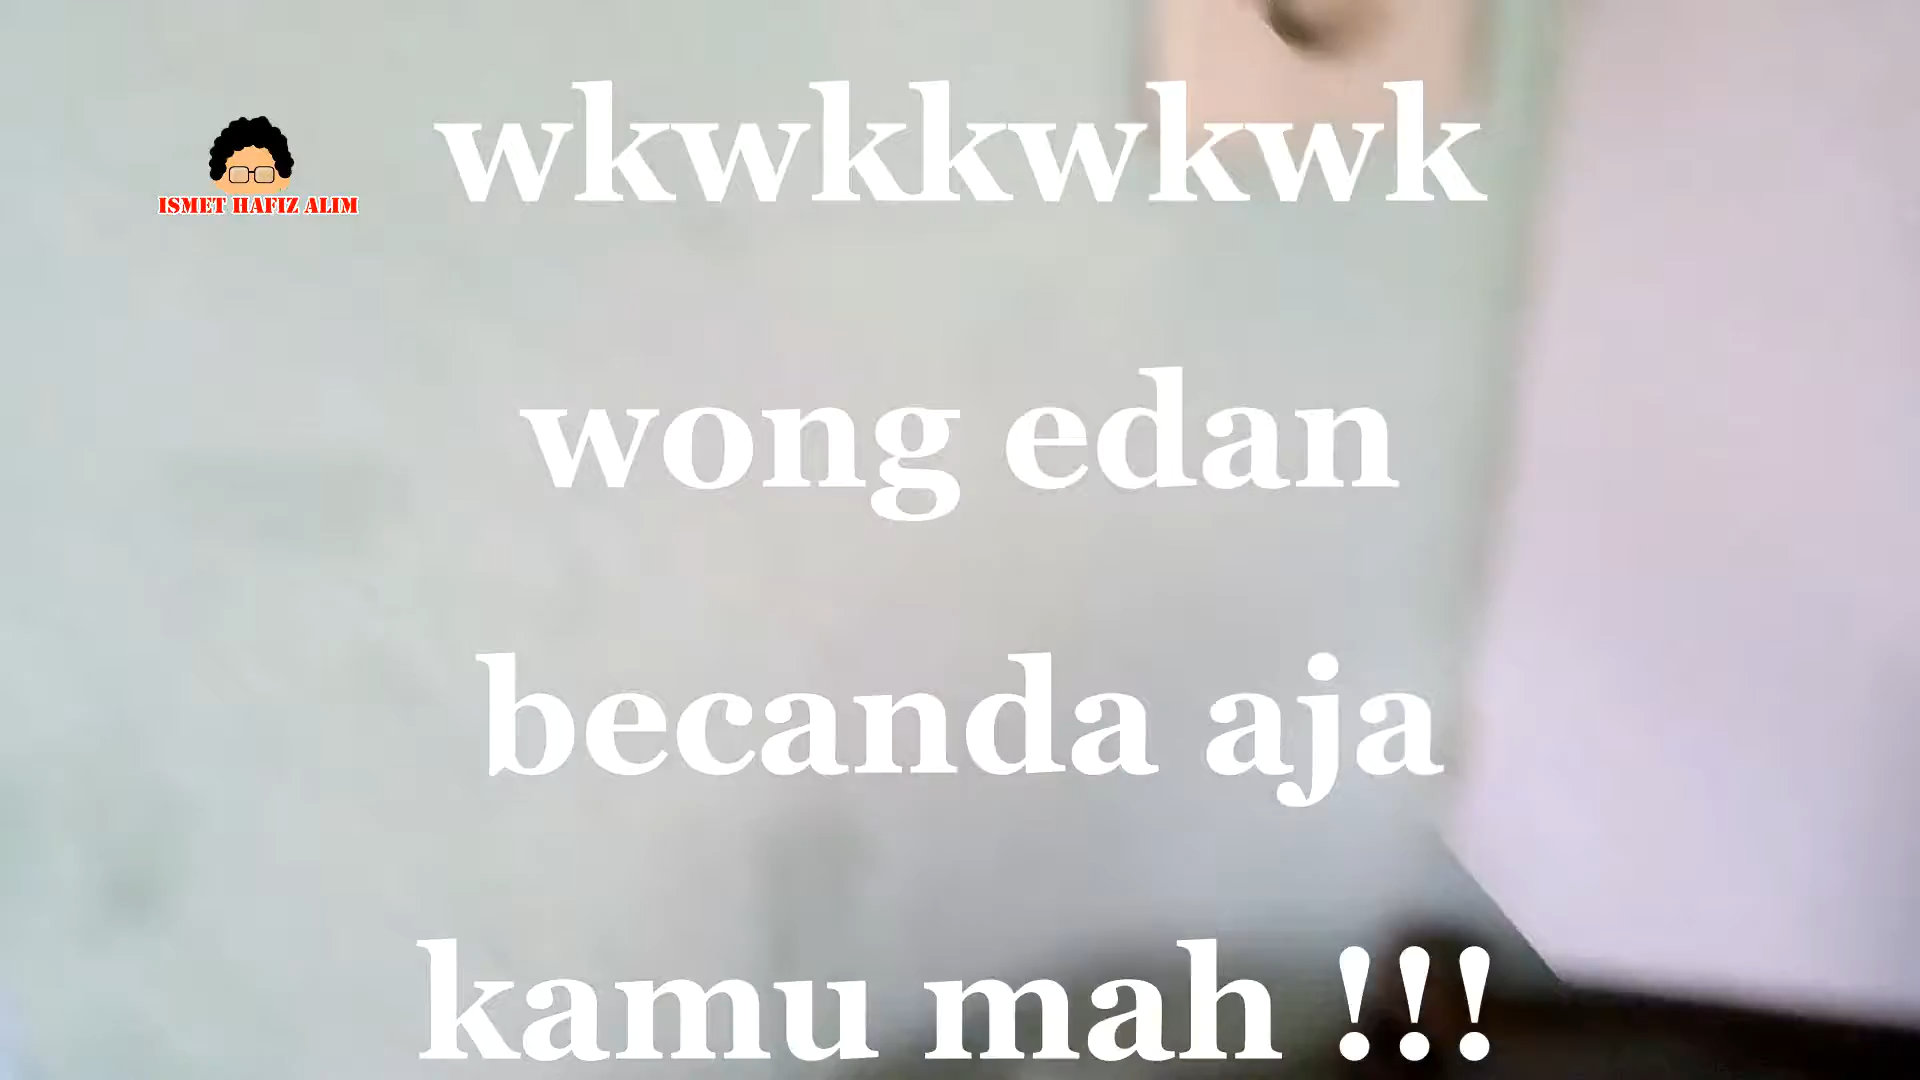 wkwkkwkwk
ISMET HAFIZ ALIM
wong edan
becanda aja
kamu mah !!!